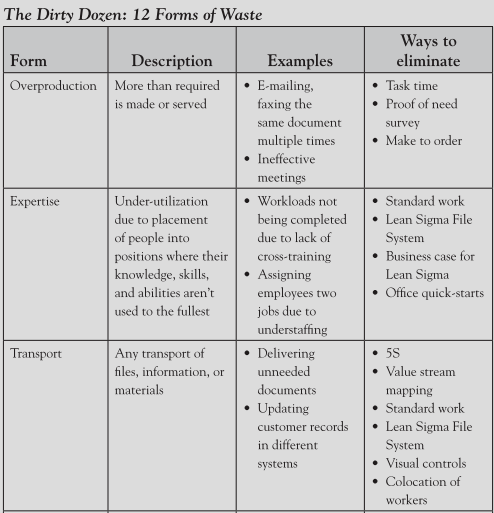 The Dirty Dozen: 12 Forms of Waste
Form
Description
Examples
Ways to
eliminate
Overproduction
More than required
is made or served
• E-mailing,
faxing the
same document
multiple times
• Ineffective
meetings
• Task time
• Proof of need
survey
• Make to order
Expertise
Under-utilization
due to placement
of people into
positions where their
knowledge, skills,
and abilities aren't
used to the fullest
• Workloads not
being completed
due to lack of
cross-training
• Assigning
employees two
jobs due to
understaffing
• Standard work
• Lean Sigma File
System
• Business case for
Lean Sigma
• Office quick-starts
Transport
Any transport of
files, information, or
materials
• Delivering
unneeded
documents
• Updating
customer records
in different
systems
• 5S
• Value stream
mapping
• Standard work
• Lean Sigma File
System
• Visual controls
• Colocation of
workers